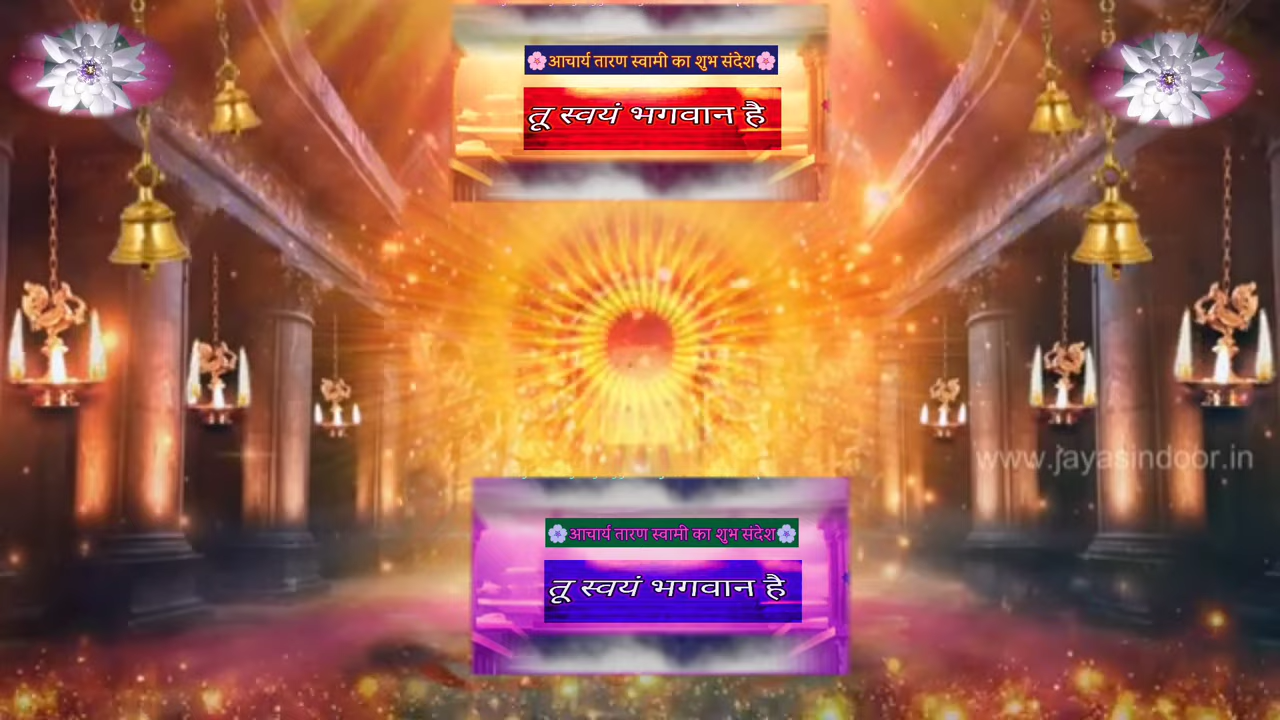 🌸आचार्य तारण स्वामी का शुभ संदेश🌸
तू स्वयं भगवान है
www.jayasindoor.in
🌸आचार्य तारण स्वामी का शुभ संदेश🌸
तू स्वयं भगवान है